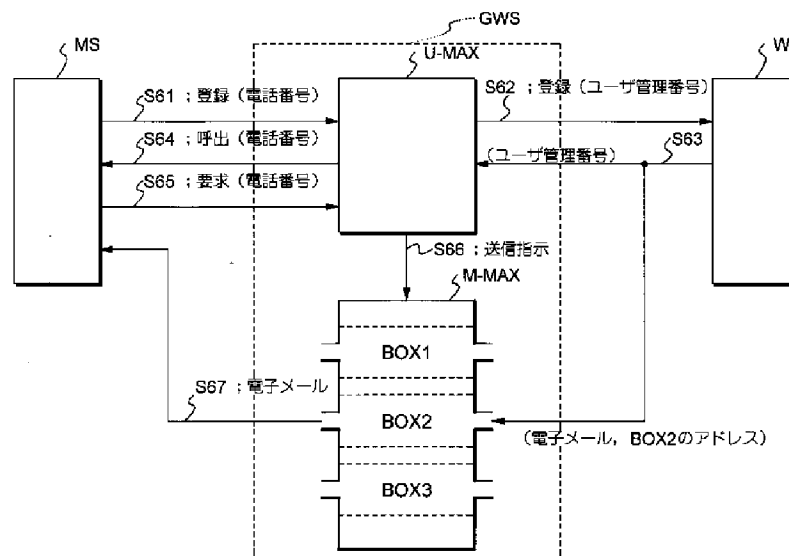 GWS
MS
U-MAX
W
S61 ; 登録 (電話番号)
S62 ; 登録 (ユーザ管理番号)
S64 ; 呼出 (電話番号)
(ユーザ管理番号)
S63
S65 ; 要求 (電話番号)
S66 ; 送信指示
M-MAX
BOX1
S67 ; 電子メール
BOX2
(電子メール, BOX2のアドレス)
BOX3